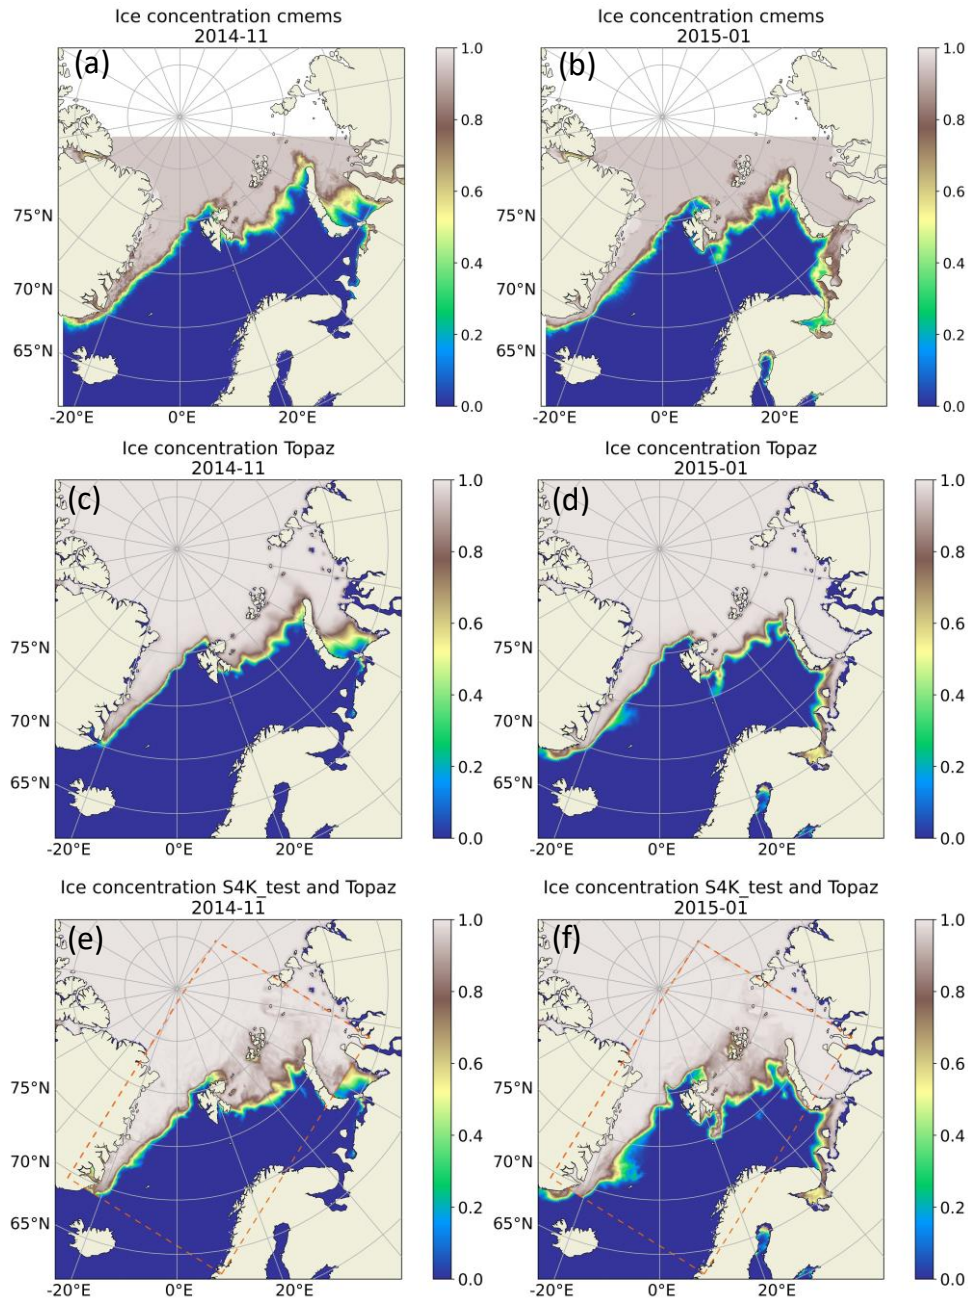 Ice concentration cmems
2014-11
(a)
1.0
0.8
0.6
0.4
0.2
0.0
75°N
70°N
65°N
-20°E
0°E
20°E
Ice concentration cmems
2015-01
(b)
1.0
0.8
0.6
0.4
0.2
0.0
75°N
70°N
65°N
-20°E
0°E
20°E
Ice concentration Topaz
2014-11
(c)
1.0
0.8
0.6
0.4
0.2
0.0
75°N
70°N
65°N
-20°E
0°E
20°E
Ice concentration Topaz
2015-01
(d)
1.0
0.8
0.6
0.4
0.2
0.0
75°N
70°N
65°N
-20°E
0°E
20°E
Ice concentration S4K_test and Topaz
2014-11
(e)
1.0
0.8
0.6
0.4
0.2
0.0
75°N
70°N
65°N
-20°E
0°E
20°E
Ice concentration S4K_test and Topaz
2015-01
(f)
1.0
0.8
0.6
0.4
0.2
0.0
75°N
70°N
65°N
-20°E
0°E
20°E